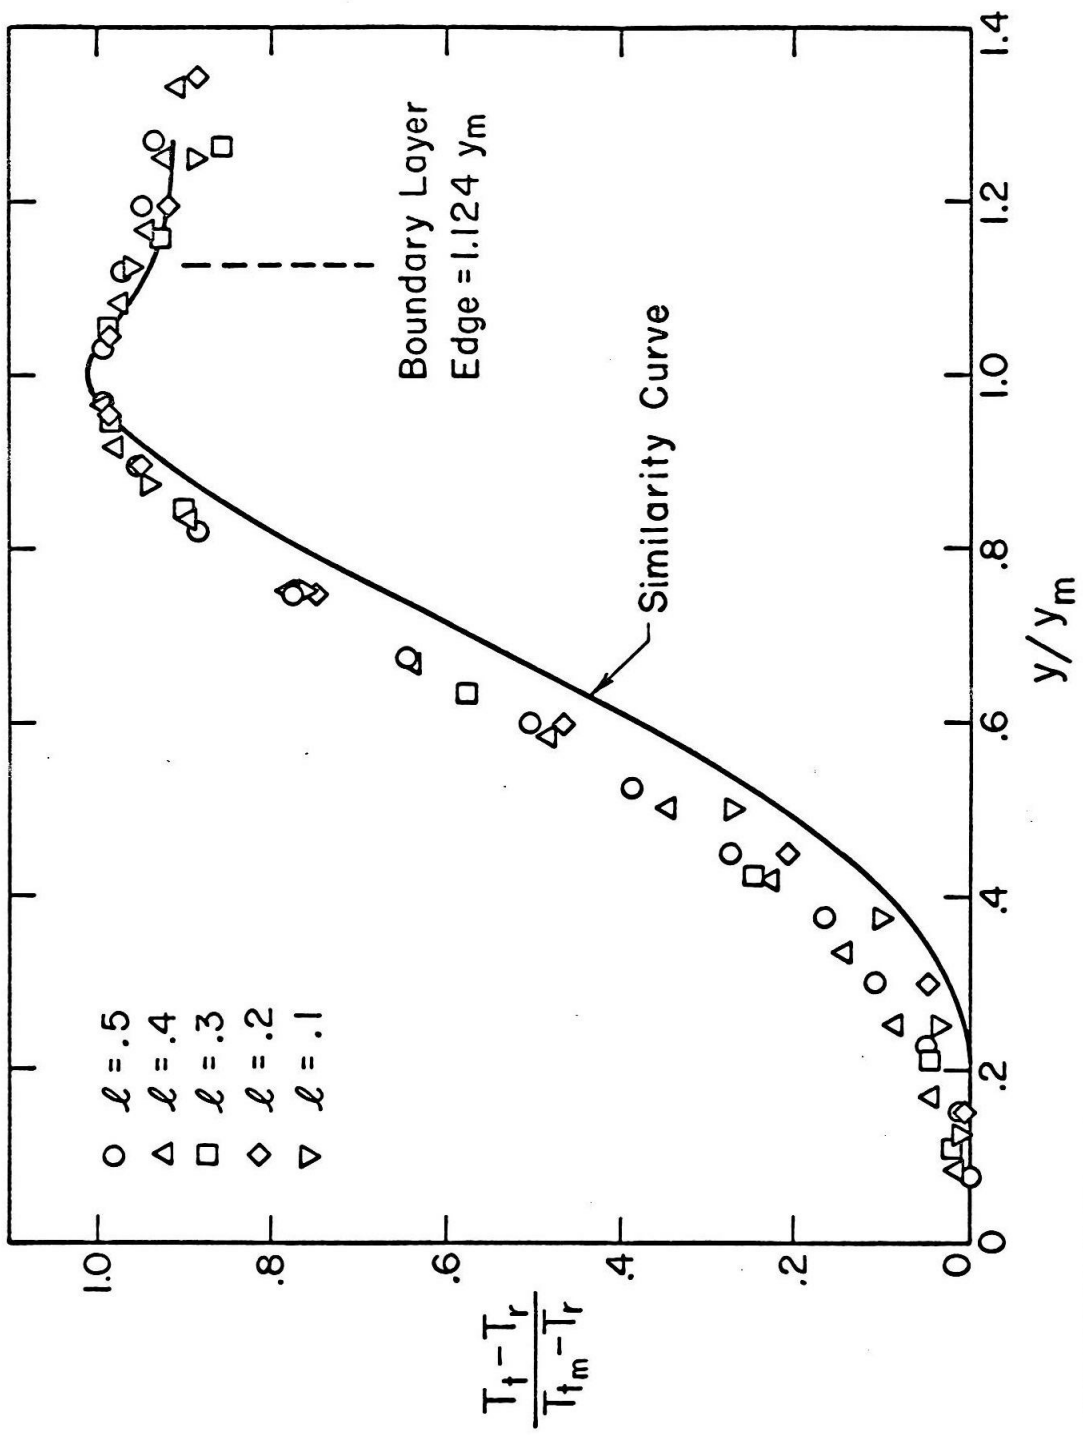 1.0
.8
.6
.4
.2
0
T_t - T_r
T_tm - T_r
○ ℓ = .5
△ ℓ = .4
□ ℓ = .3
◇ ℓ = .2
▽ ℓ = .1
Boundary Layer
Edge = 1.124 y_m
Similarity Curve
0
.2
.4
.6
.8
1.0
1.2
1.4
y/y_m